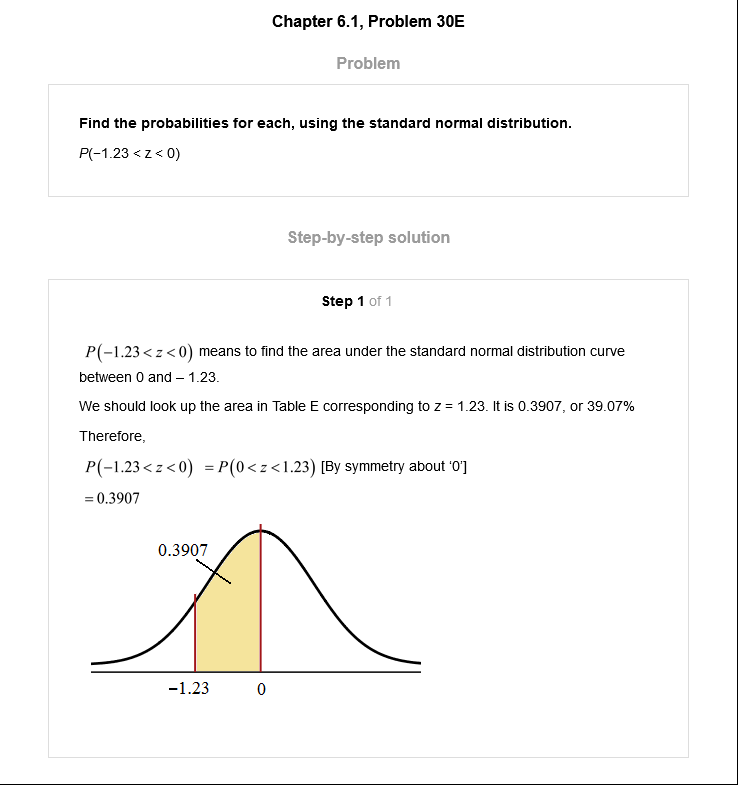 Chapter 6.1, Problem 30E
Problem
Find the probabilities for each, using the standard normal distribution.
P(−1.23 < z < 0)
Step-by-step solution
Step 1 of 1
P(−1.23 < z < 0) means to find the area under the standard normal distribution curve
between 0 and – 1.23.
We should look up the area in Table E corresponding to z = 1.23. It is 0.3907, or 39.07%
Therefore,
P(−1.23 < z < 0) = P(0 < z < 1.23) [By symmetry about ‘0’]
= 0.3907
0.3907
−1.23 0